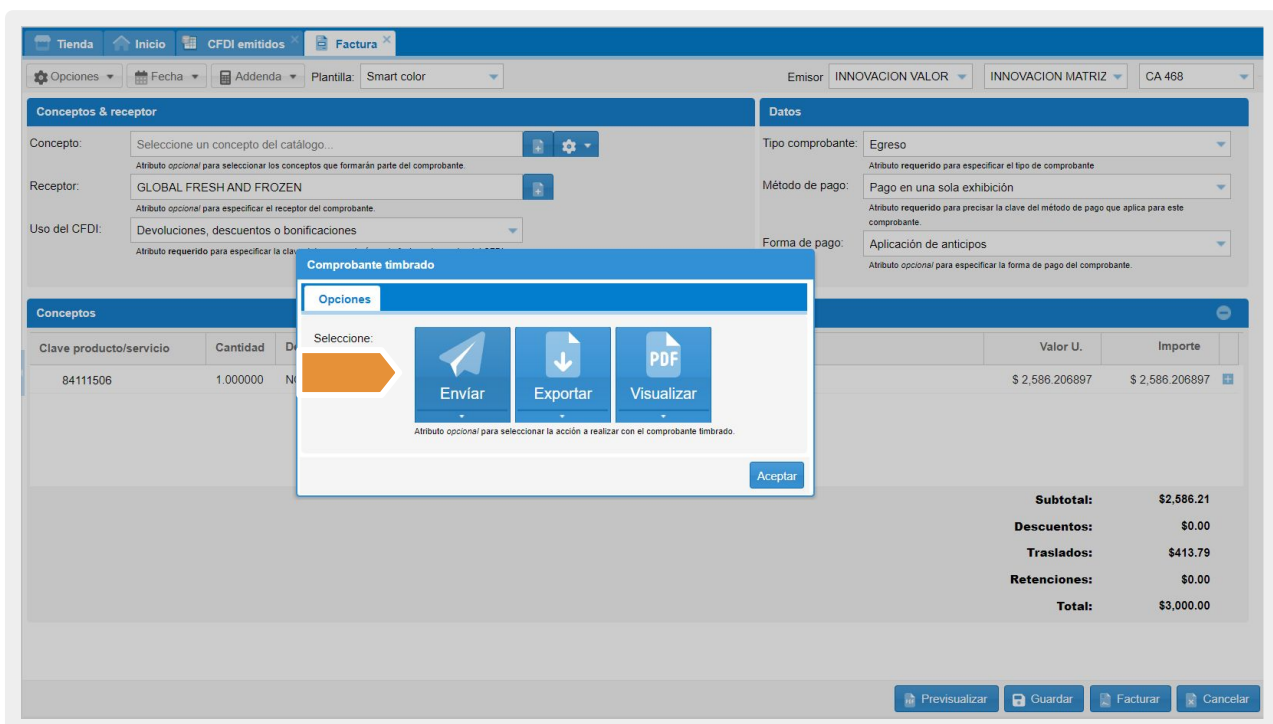 Tienda Inicio CFDI emitidos Factura
Opciones Fecha Addenda Plantilla: Smart color Emisor INNOVACION VALOR INNOVACION MATRIZ CA 468
Conceptos & receptor Datos
Concepto: Seleccione un concepto del catálogo... Tipo comprobante: Egreso
Atributo opcional para seleccionar los conceptos que formarán parte del comprobante. Atributo requerido para especificar el tipo de comprobante
Receptor: GLOBAL FRESH AND FROZEN Método de pago: Pago en una sola exhibición
Atributo opcional para especificar el receptor del comprobante. Atributo requerido para precisar la clave del método de pago que aplica para este
comprobante.
Uso del CFDI: Devoluciones, descuentos o bonificaciones Forma de pago: Aplicación de anticipos
Atributo requerido para especificar la Atributo opcional para especificar la forma de pago del comprobante.
Comprobante timbrado
Opciones
Conceptos
Clave producto/servicio Cantidad Valor U. Importe
84111506 1.000000 $ 2,586.206897 $ 2,586.206897
Seleccione:
PDF
Envíar Exportar Visualizar
Atributo opcional para seleccionar la acción a realizar con el comprobante timbrado.
Aceptar
Subtotal: $2,586.21
Descuentos: $0.00
Traslados: $413.79
Retenciones: $0.00
Total: $3,000.00
Previsualizar Guardar Facturar Cancelar